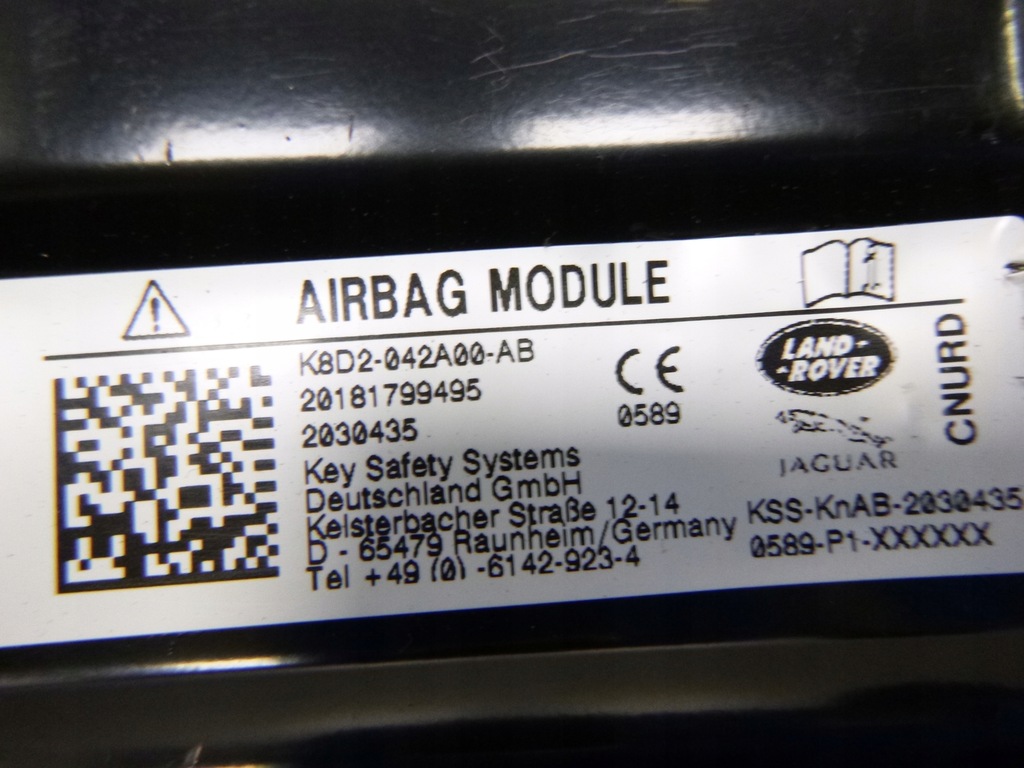 AIRBAG MODULE
K8D2-042A00-AB
20181799495
2030435
Key Safety Systems
Deutschland GmbH
Kelsterbacher Straße 12-14
D - 65479 Raunheim/Germany
Tel +49 (0) -6142-923-4
CE
0589
LAND-
-ROVER
JAGUAR
CNURD
KSS-KnAB-2030435
0589-P1-XXXXXX